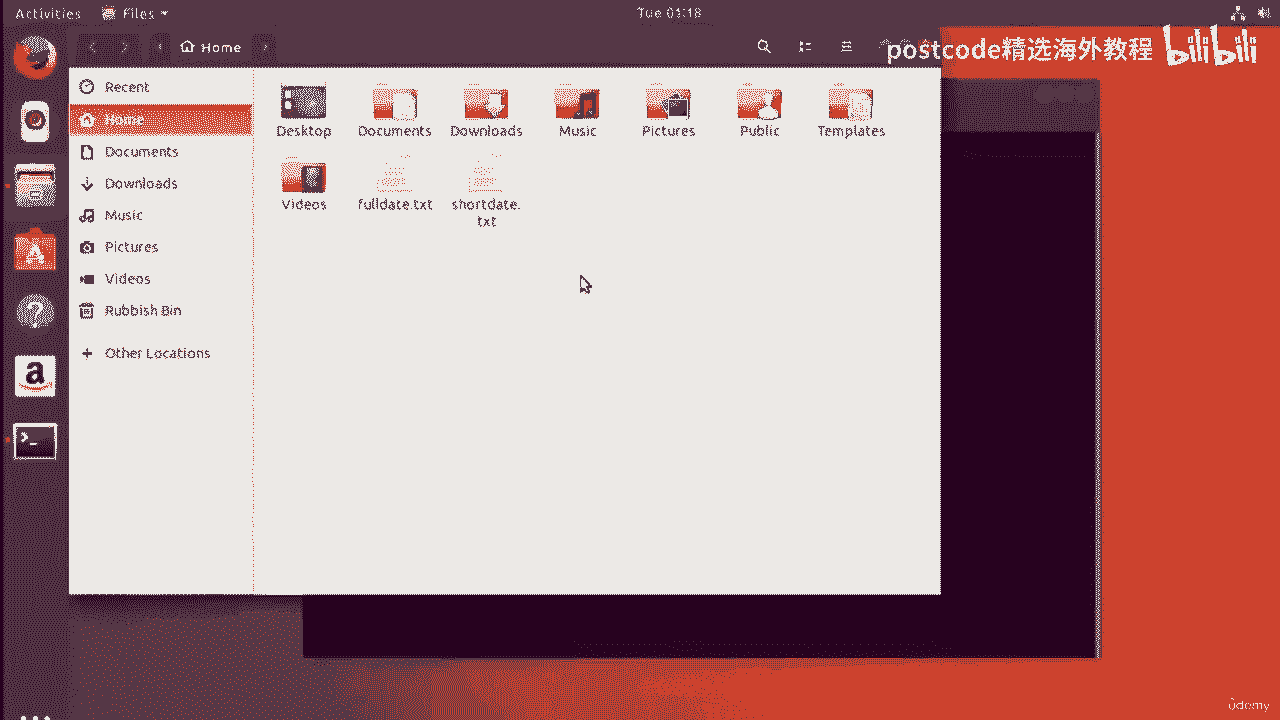 Activities
Files
Tue 01:18
Home
postcode精选海外教程
bilibili
Recent
Home
Documents
Downloads
Music
Pictures
Videos
Rubbish Bin
Other Locations
Desktop
Documents
Downloads
Music
Pictures
Public
Templates
Videos
fulldate.txt
shortdate.
txt
a
ûdemy